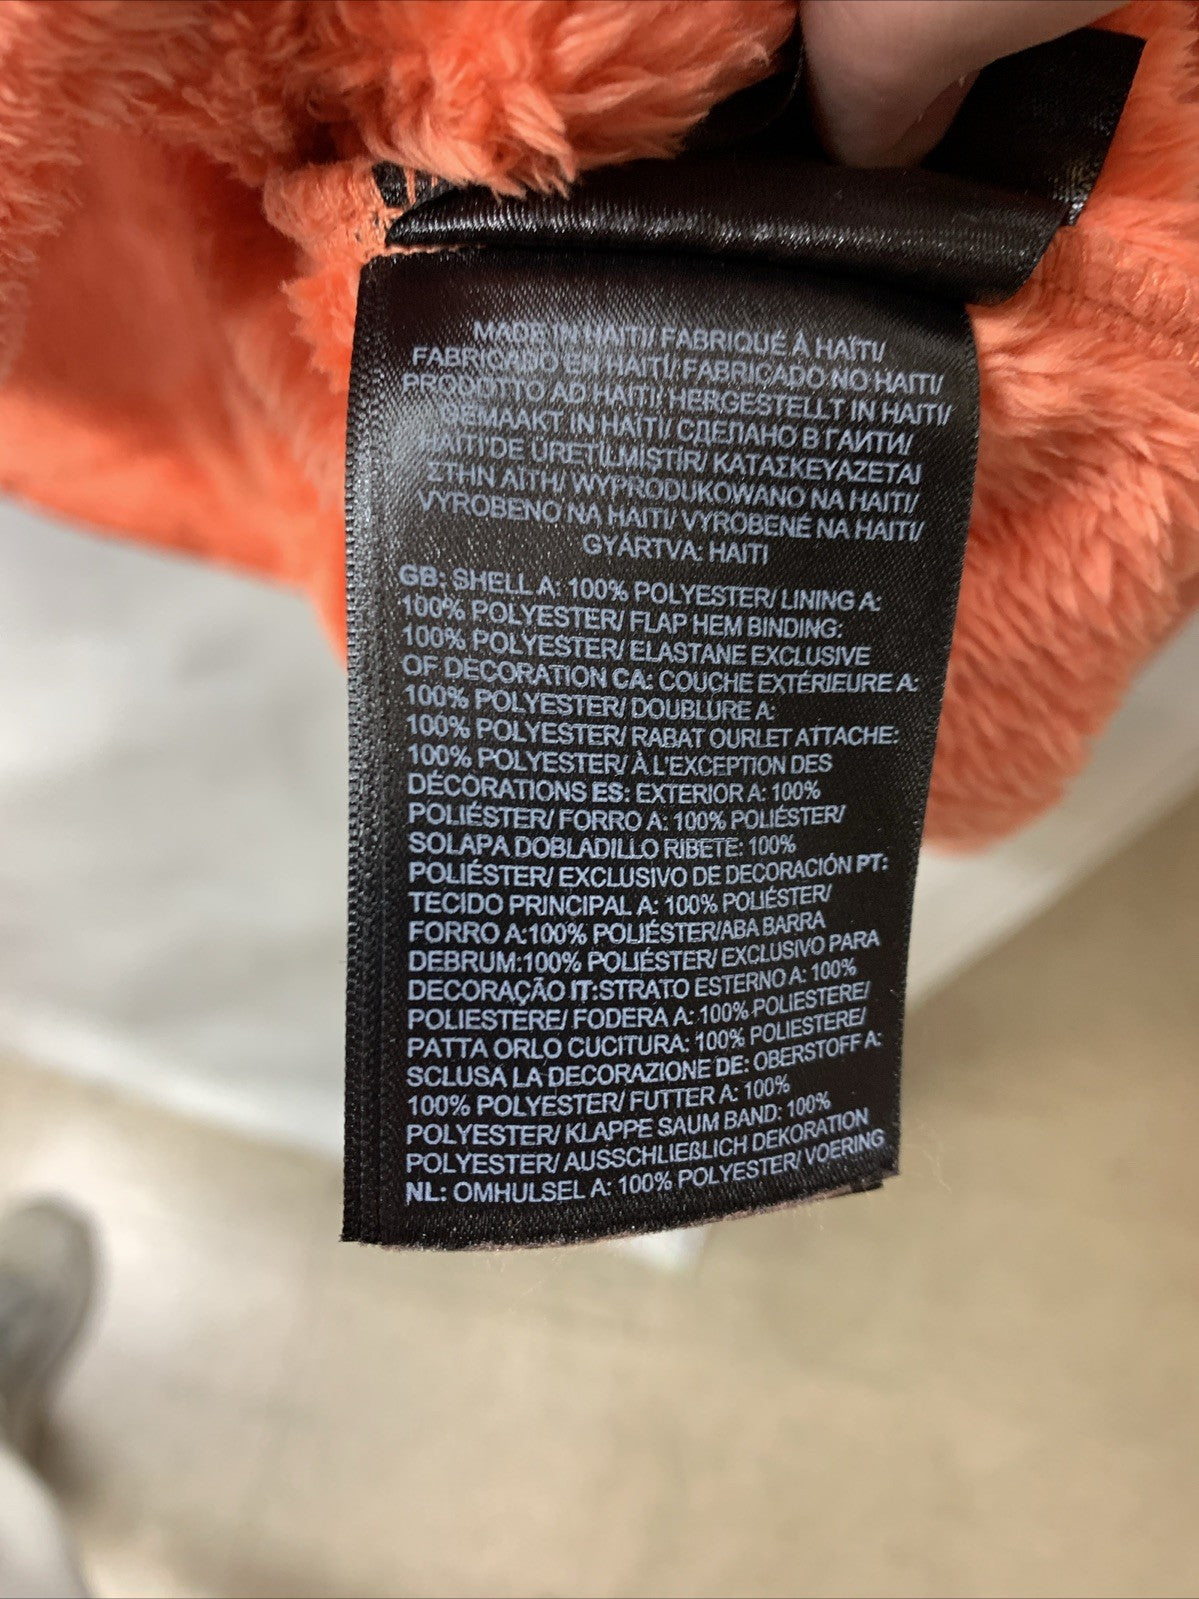 MADE IN HAITI/ FABRIQUÉ À HAÏTI/
FABRICADO EN HAITÍ/ FABRICADO NO HAITI/
PRODOTTO AD HAITI/ HERGESTELLT IN HAITI/
GEMAAKT IN HAÏTI/ СДЕЛАНО В ГАИТИ/
HAITI'DE ÜRETİLMİŞTİR/ ΚΑΤΑΣΚΕΥΑΖΕΤΑΙ
ΣΤΗΝ ΑΪΤΗ/ WYPRODUKOWANO NA HAITI/
VYROBENO NA HAITI/ VYROBENÉ NA HAITI/
GYÁRTVA: HAITI
GB: SHELL A: 100% POLYESTER/ LINING A:
100% POLYESTER/ FLAP HEM BINDING:
100% POLYESTER/ ELASTANE EXCLUSIVE
OF DECORATION CA: COUCHE EXTÉRIEURE A:
100% POLYESTER/ DOUBLURE A:
100% POLYESTER/ RABAT OURLET ATTACHE:
100% POLYESTER/ À L'EXCEPTION DES
DÉCORATIONS ES: EXTERIOR A: 100%
POLIÉSTER/ FORRO A: 100% POLIÉSTER/
SOLAPA DOBLADILLO RIBETE: 100%
POLIÉSTER/ EXCLUSIVO DE DECORACIÓN PT:
TECIDO PRINCIPAL A: 100% POLIÉSTER/
FORRO A:100% POLIÉSTER/ABA BARRA
DEBRUM:100% POLIÉSTER/ EXCLUSIVO PARA
DECORAÇÃO IT:STRATO ESTERNO A: 100%
POLIESTERE/ FODERA A: 100% POLIESTERE/
PATTA ORLO CUCITURA: 100% POLIESTERE/
SCLUSA LA DECORAZIONE DE: OBERSTOFF A:
100% POLYESTER/ FUTTER A: 100%
POLYESTER/ KLAPPE SAUM BAND: 100%
POLYESTER/ AUSSCHLIEßLICH DEKORATION
NL: OMHULSEL A: 100% POLYESTER/ VOERING